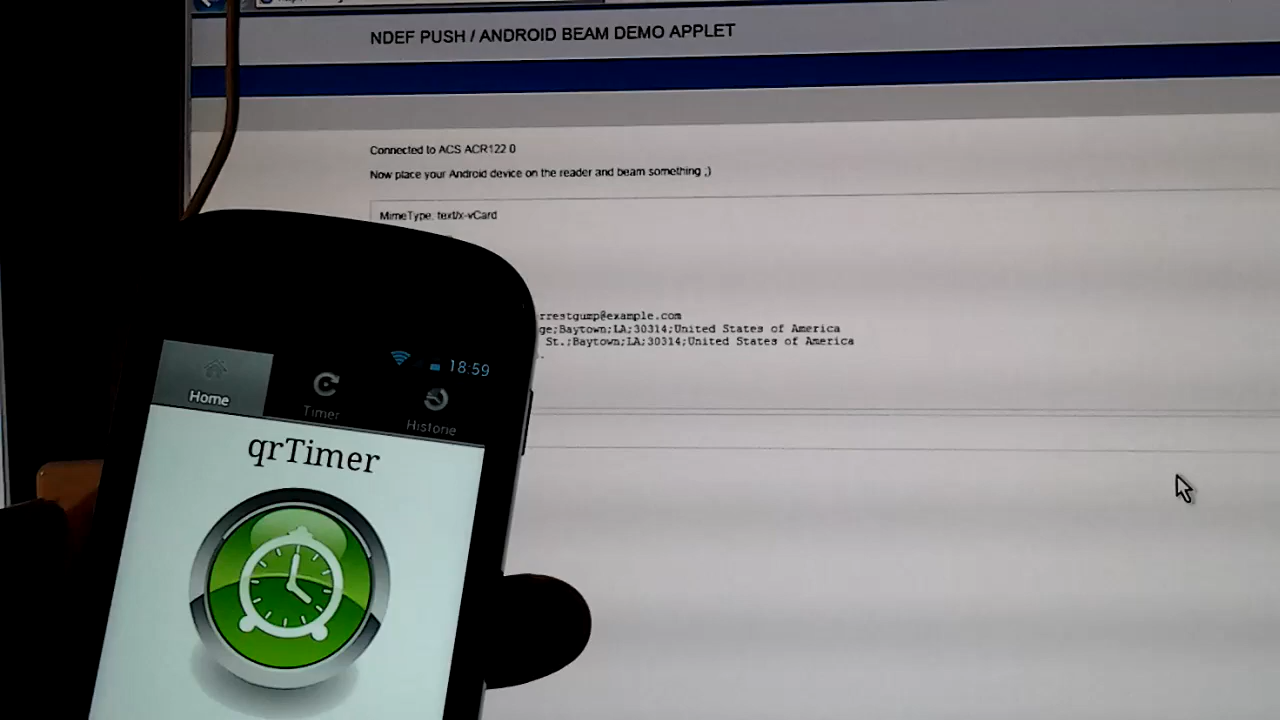 NDEF PUSH / ANDROID BEAM DEMO APPLET
Connected to ACS ACR122 0
Now place your Android device on the reader and beam something ;)
MimeType: text/x-vCard
rrestgump@example.com
ge;Baytown;LA;30314;United States of America
St.;Baytown;LA;30314;United States of America
18:59
Home
Timer
Historie
qrTimer